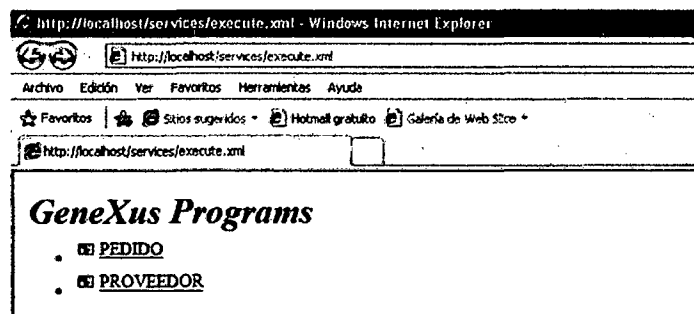 http://localhost/services/execute.xml - Windows Internet Explorer
http://localhost/services/execute.xml
Archivo Edición Ver Favoritos Herramientas Ayuda
Favoritos Sitios sugeridos Hotmail gratuito Galería de Web Slice
http://localhost/services/execute.xml
GeneXus Programs
PEDIDO
PROVEEDOR